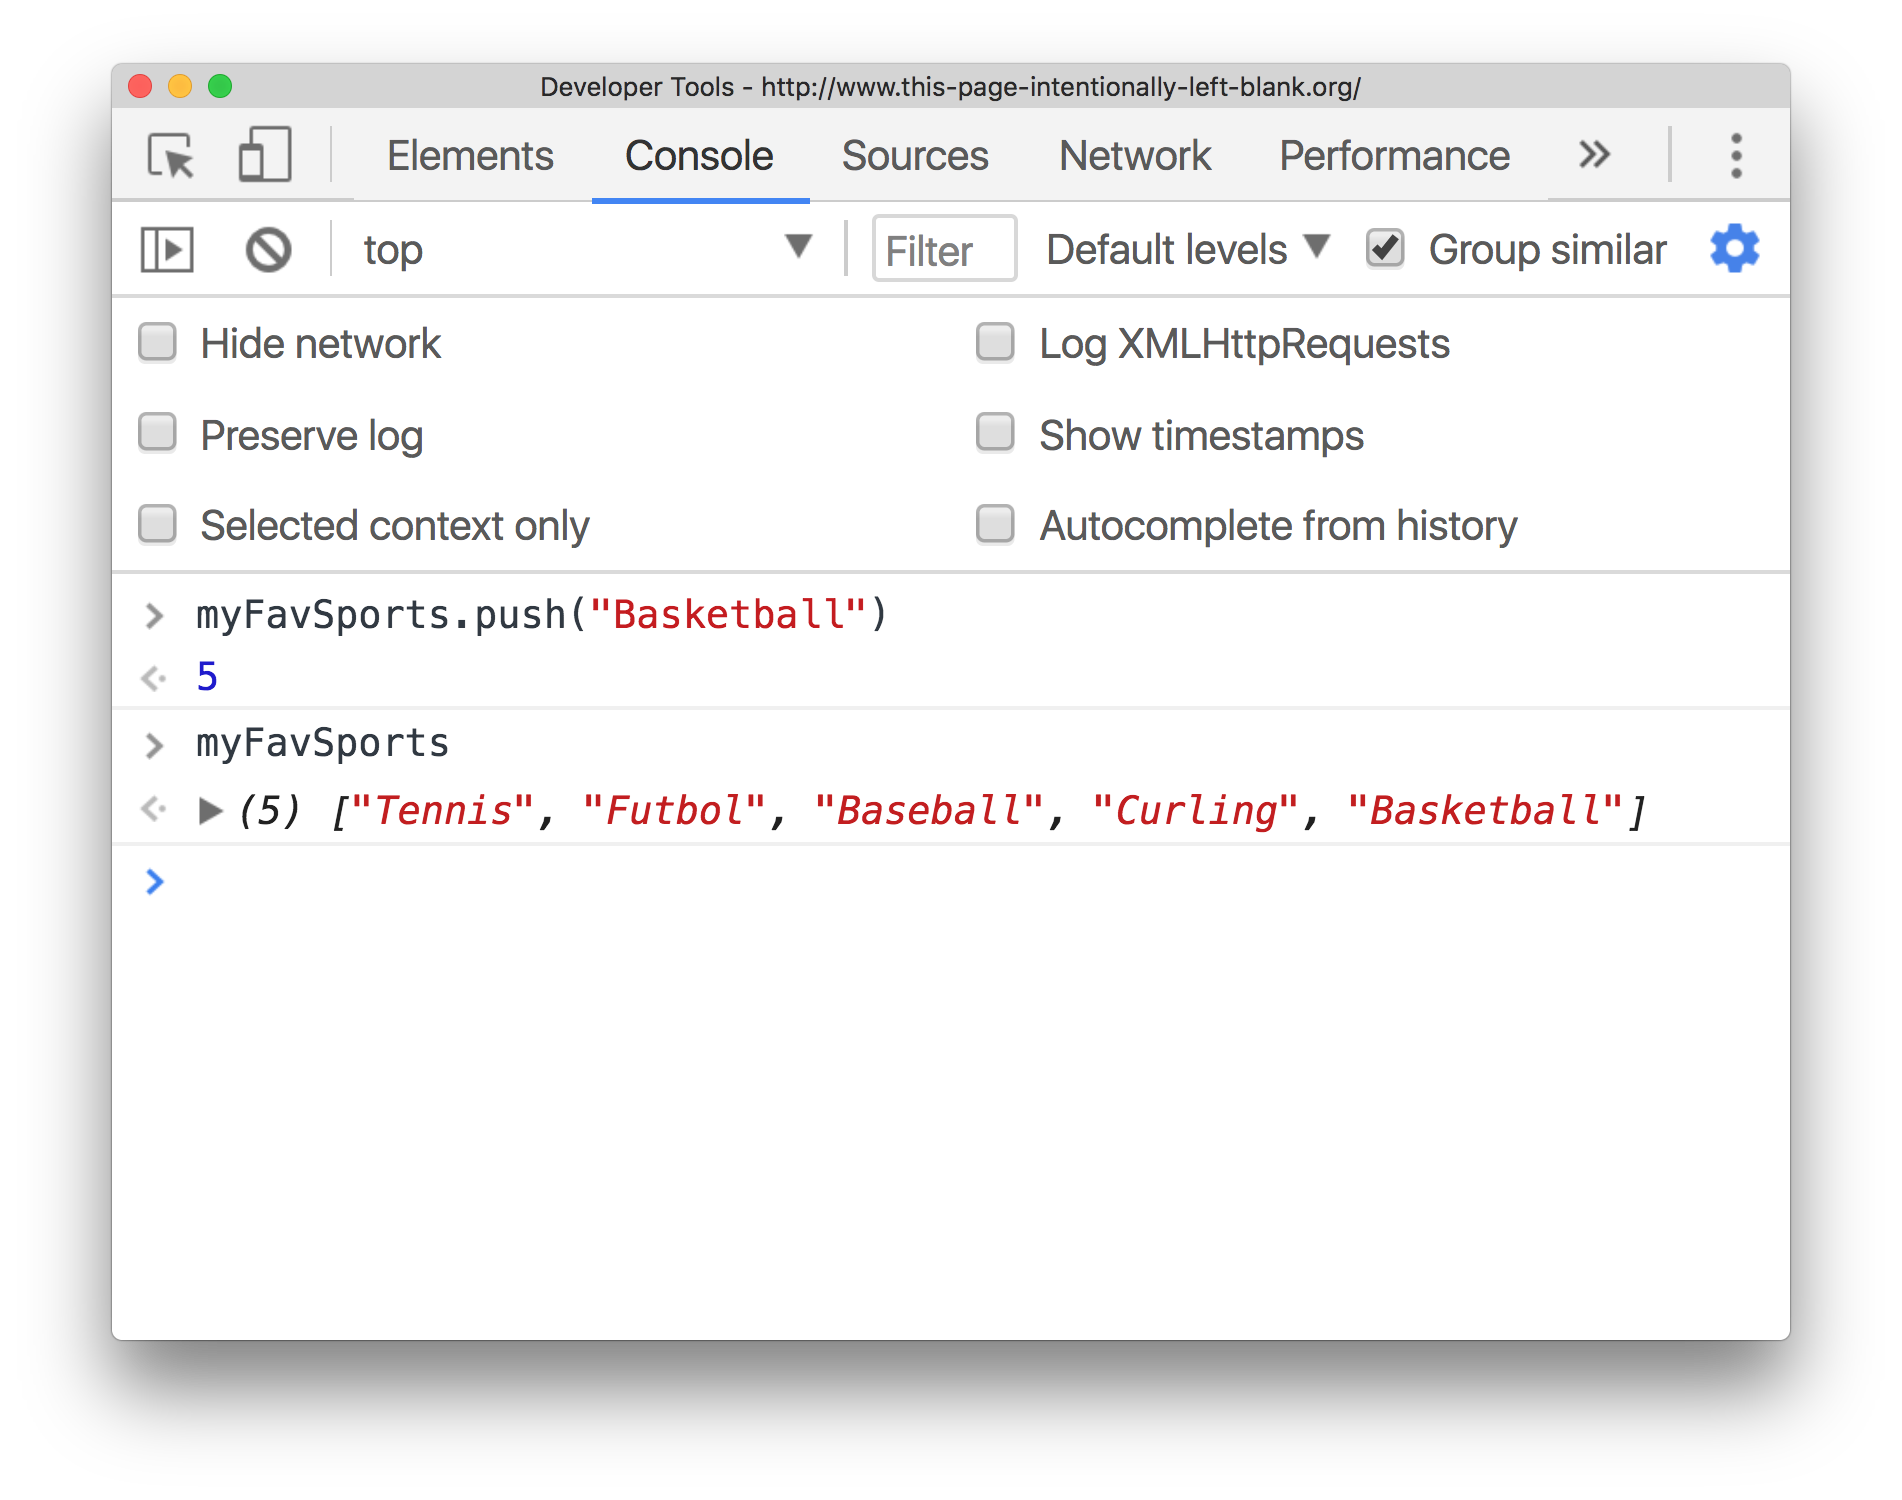 Developer Tools - http://www.this-page-intentionally-left-blank.org/
Elements Console Sources Network Performance
top Filter Default levels Group similar
Hide network Log XMLHttpRequests
Preserve log Show timestamps
Selected context only Autocomplete from history
myFavSports.push("Basketball")
5
myFavSports
(5) ["Tennis", "Futbol", "Baseball", "Curling", "Basketball"]